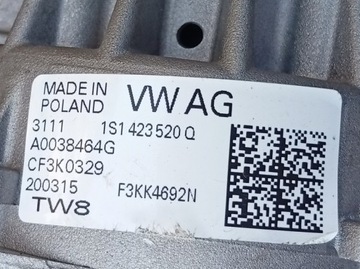 MADE IN
POLAND VW AG
3111 1S1 423 520 Q
A0038464G
CF3K0329
200315 F3KK4692N
TW8